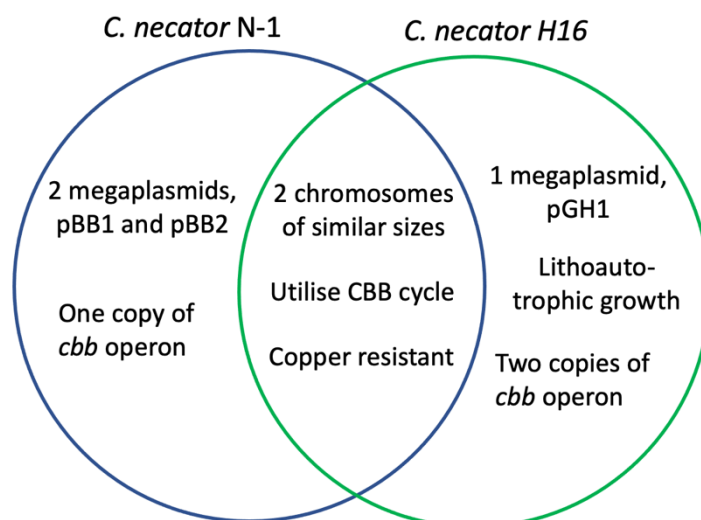 C. necator N-1
C. necator H16
2 megaplasmids,
pBB1 and pBB2
One copy of
cbb operon
2 chromosomes
of similar sizes
Utilise CBB cycle
Copper resistant
1 megaplasmid,
pGH1
Lithoauto-
trophic growth
Two copies of
cbb operon